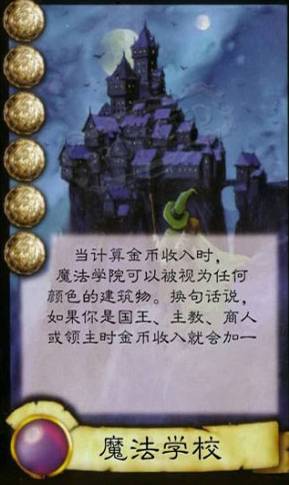 当计算金币收入时，
魔法学院可以被视为任何
颜色的建筑物。换句话说，
如果你是国王、主教、商人
或领主时金币收入就会加一
魔法学校